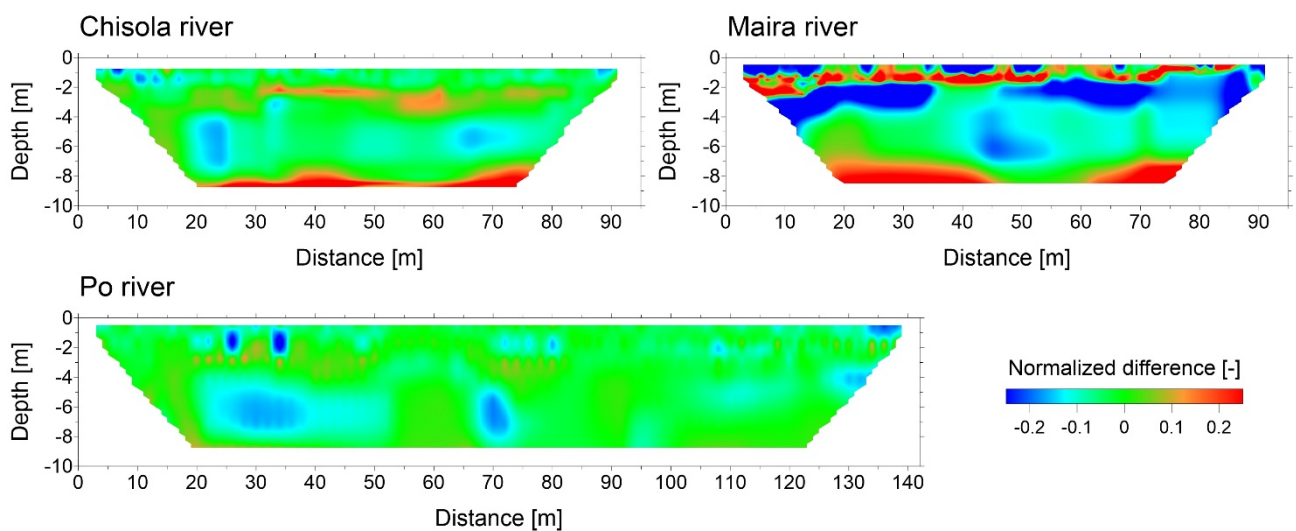 Chisola river
0
-2
-4
-6
-8
-10
Depth [m]
0 10 20 30 40 50 60 70 80 90
Distance [m]
Maira river
0
-2
-4
-6
-8
-10
Depth [m]
0 10 20 30 40 50 60 70 80 90
Distance [m]
Po river
0
-2
-4
-6
-8
-10
Depth [m]
0 10 20 30 40 50 60 70 80 90 100 110 120 130 140
Distance [m]
Normalized difference [-]
-0.2 -0.1 0 0.1 0.2